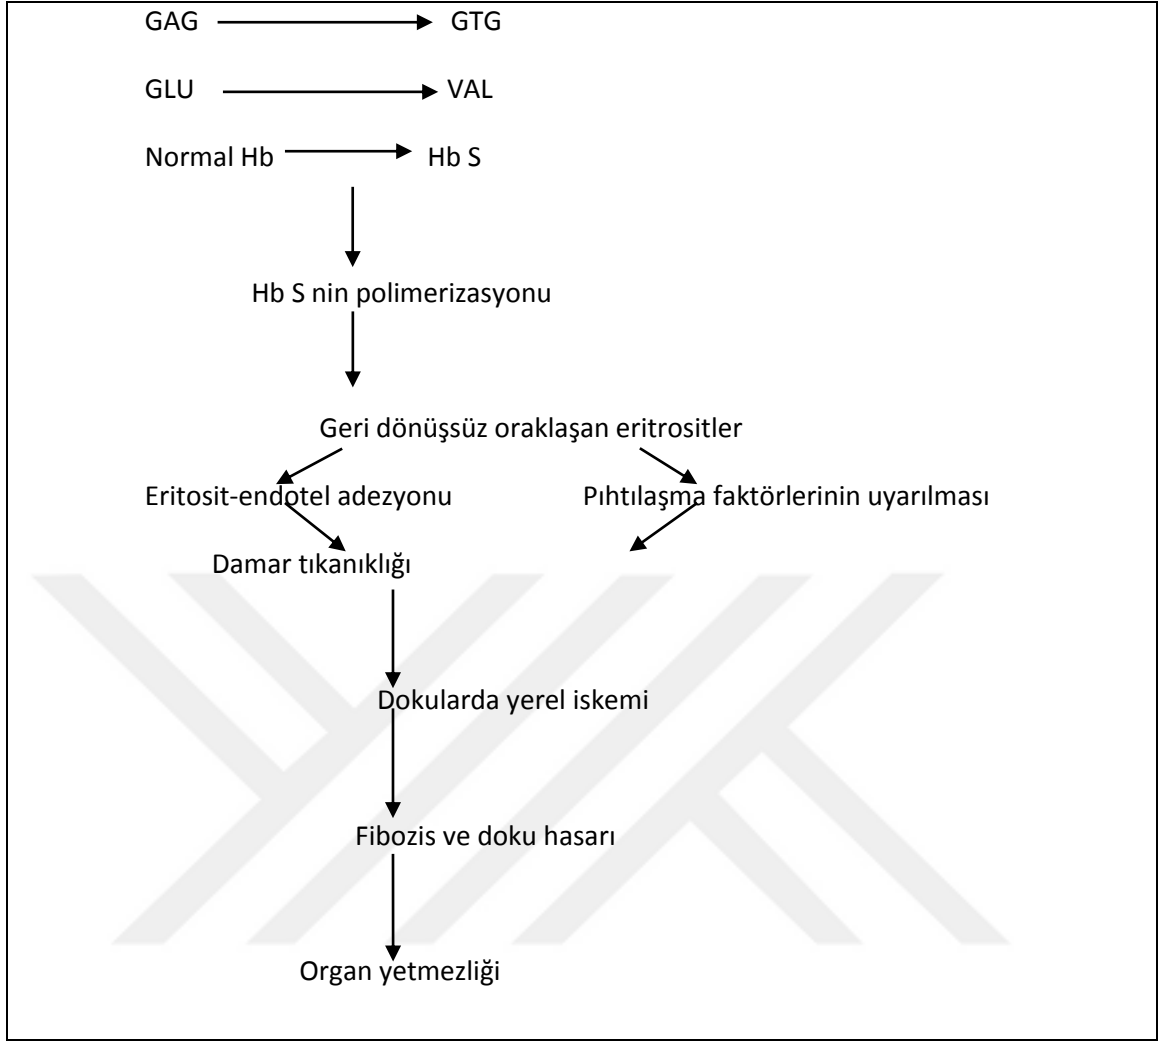 GAG GTG
GLU VAL
Normal Hb Hb S
Hb S nin polimerizasyonu
Geri dönüşsüz oraklaşan eritrositler
Eritosit-endotel adezyonu Pıhtılaşma faktörlerinin uyarılması
Damar tıkanıklığı
Dokularda yerel iskemi
Fibozis ve doku hasarı
Organ yetmezliği